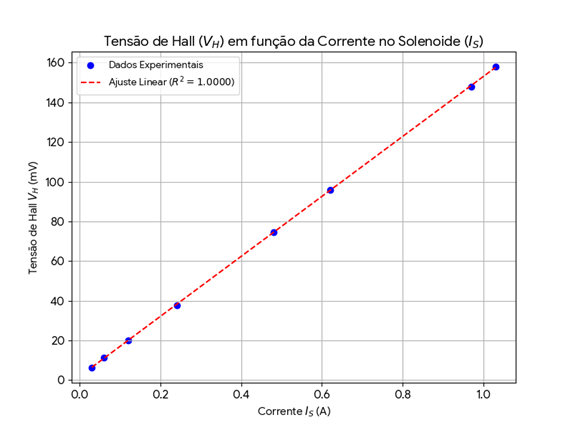 Tensão de Hall (V_H) em função da Corrente no Solenoide (I_S)
Dados Experimentais
Ajuste Linear (R² = 1.0000)
160
140
120
100
80
60
40
20
0
Tensão de Hall V_H (mV)
0.0 0.2 0.4 0.6 0.8 1.0
Corrente I_S (A)